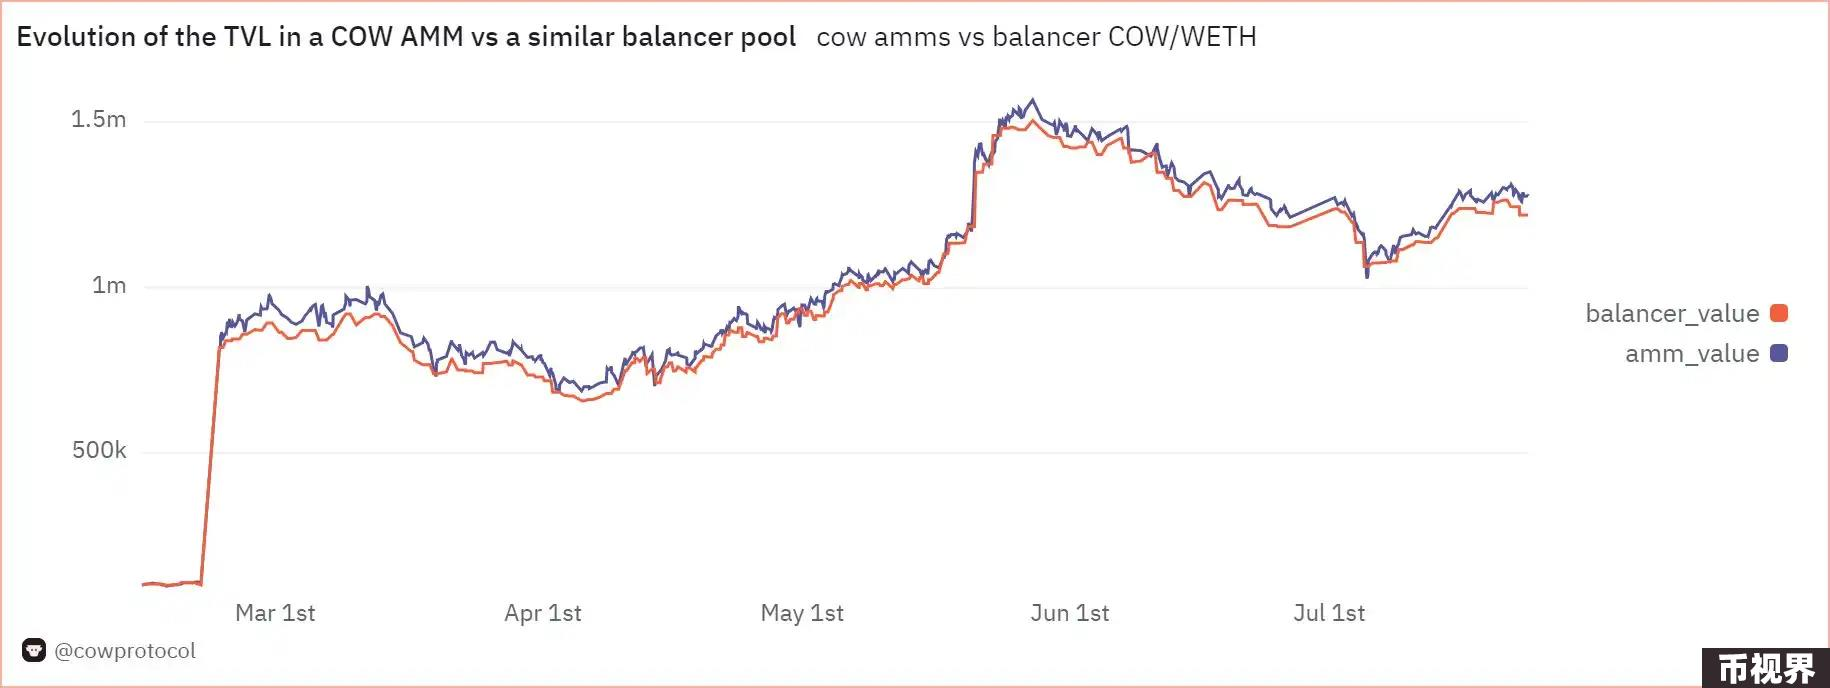 Evolution of the TVL in a COW AMM vs a similar balancer pool cow amms vs balancer COW/WETH
1.5m
1m
500k
balancer_value
amm_value
Mar 1st Apr 1st May 1st Jun 1st Jul 1st
@cowprotocol
币视界